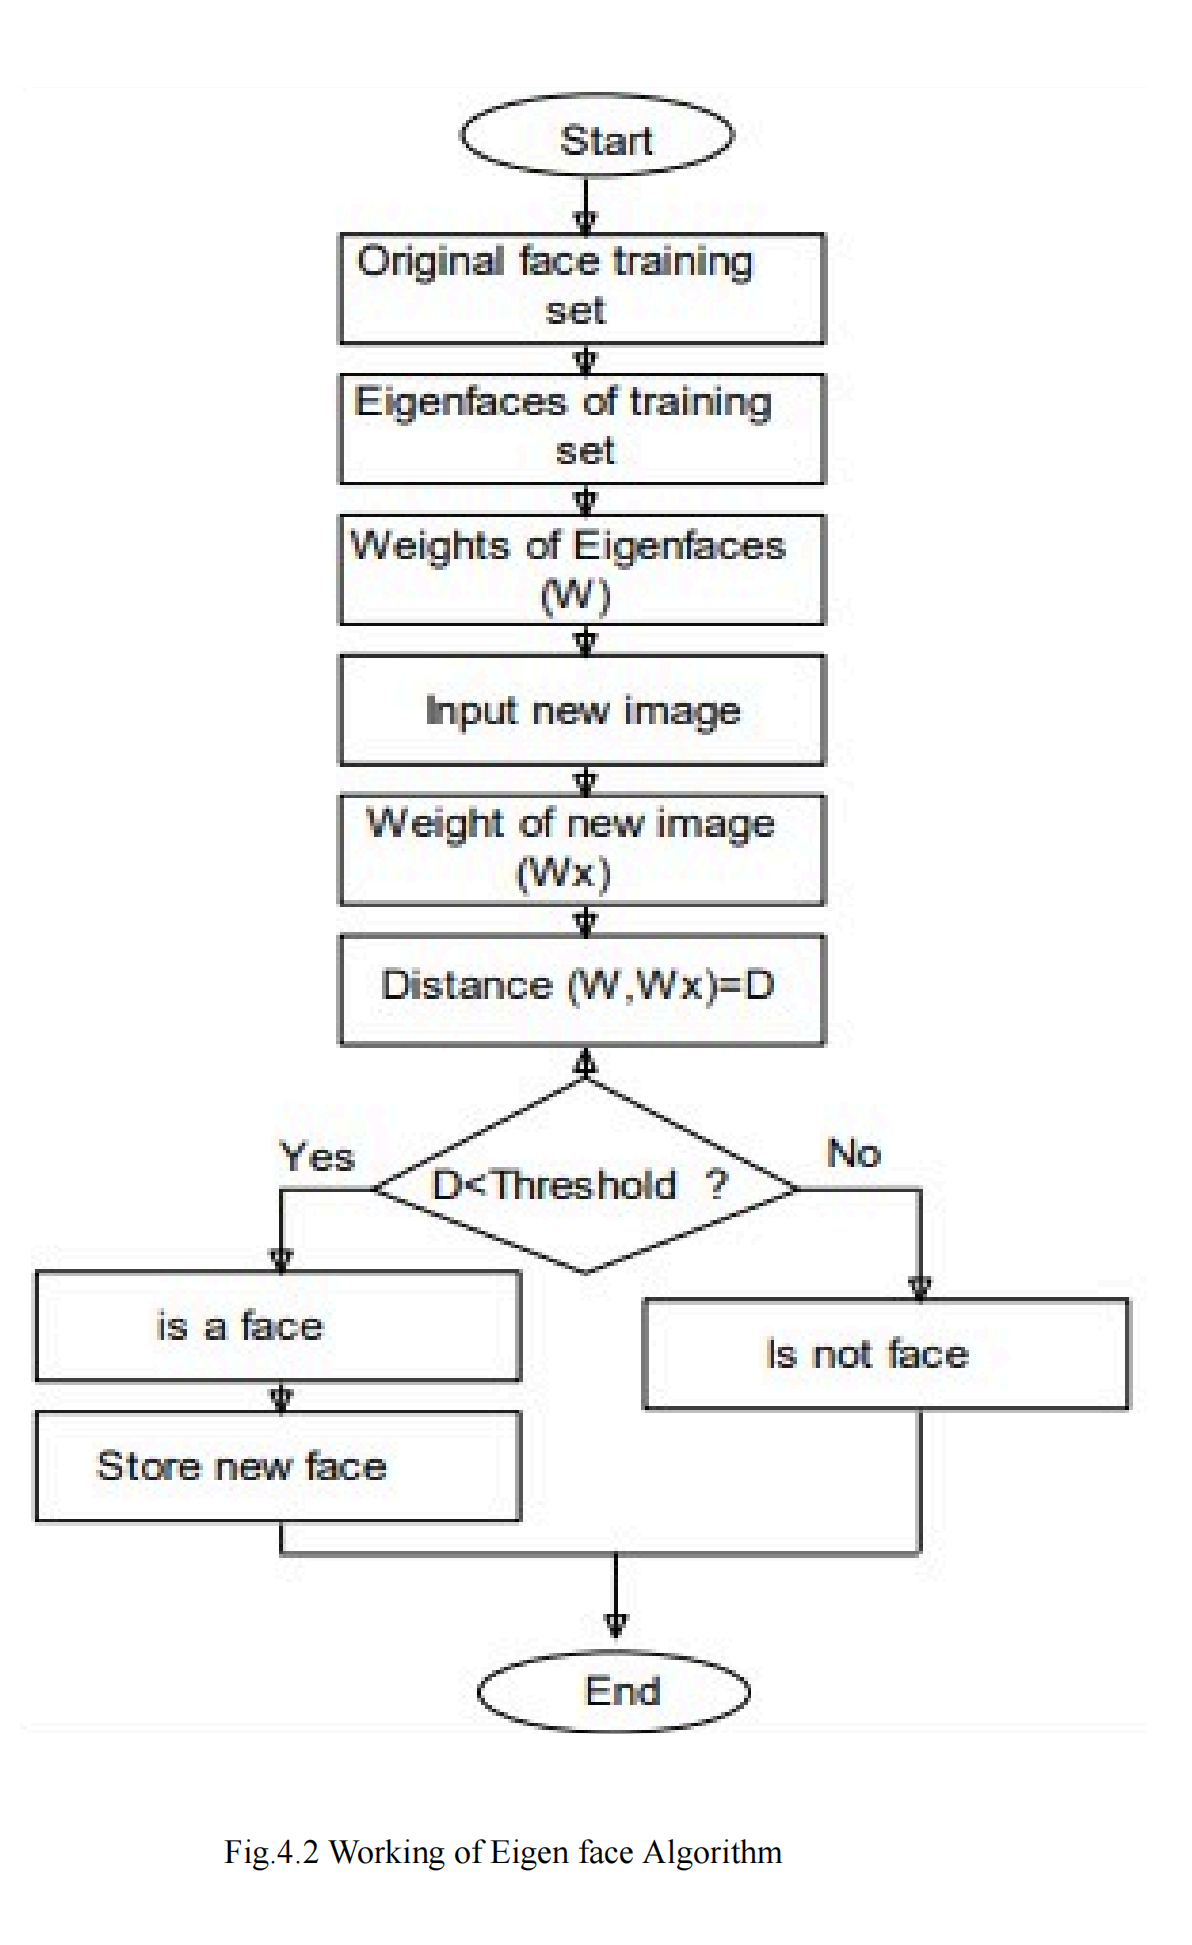 Start
Original face training
set
Eigenfaces of training
set
Weights of Eigenfaces
(W)
Input new image
Weight of new image
(Wx)
Distance (W,Wx)=D
Yes
No
D<Threshold ?
is a face
Is not face
Store new face
End
Fig.4.2 Working of Eigen face Algorithm